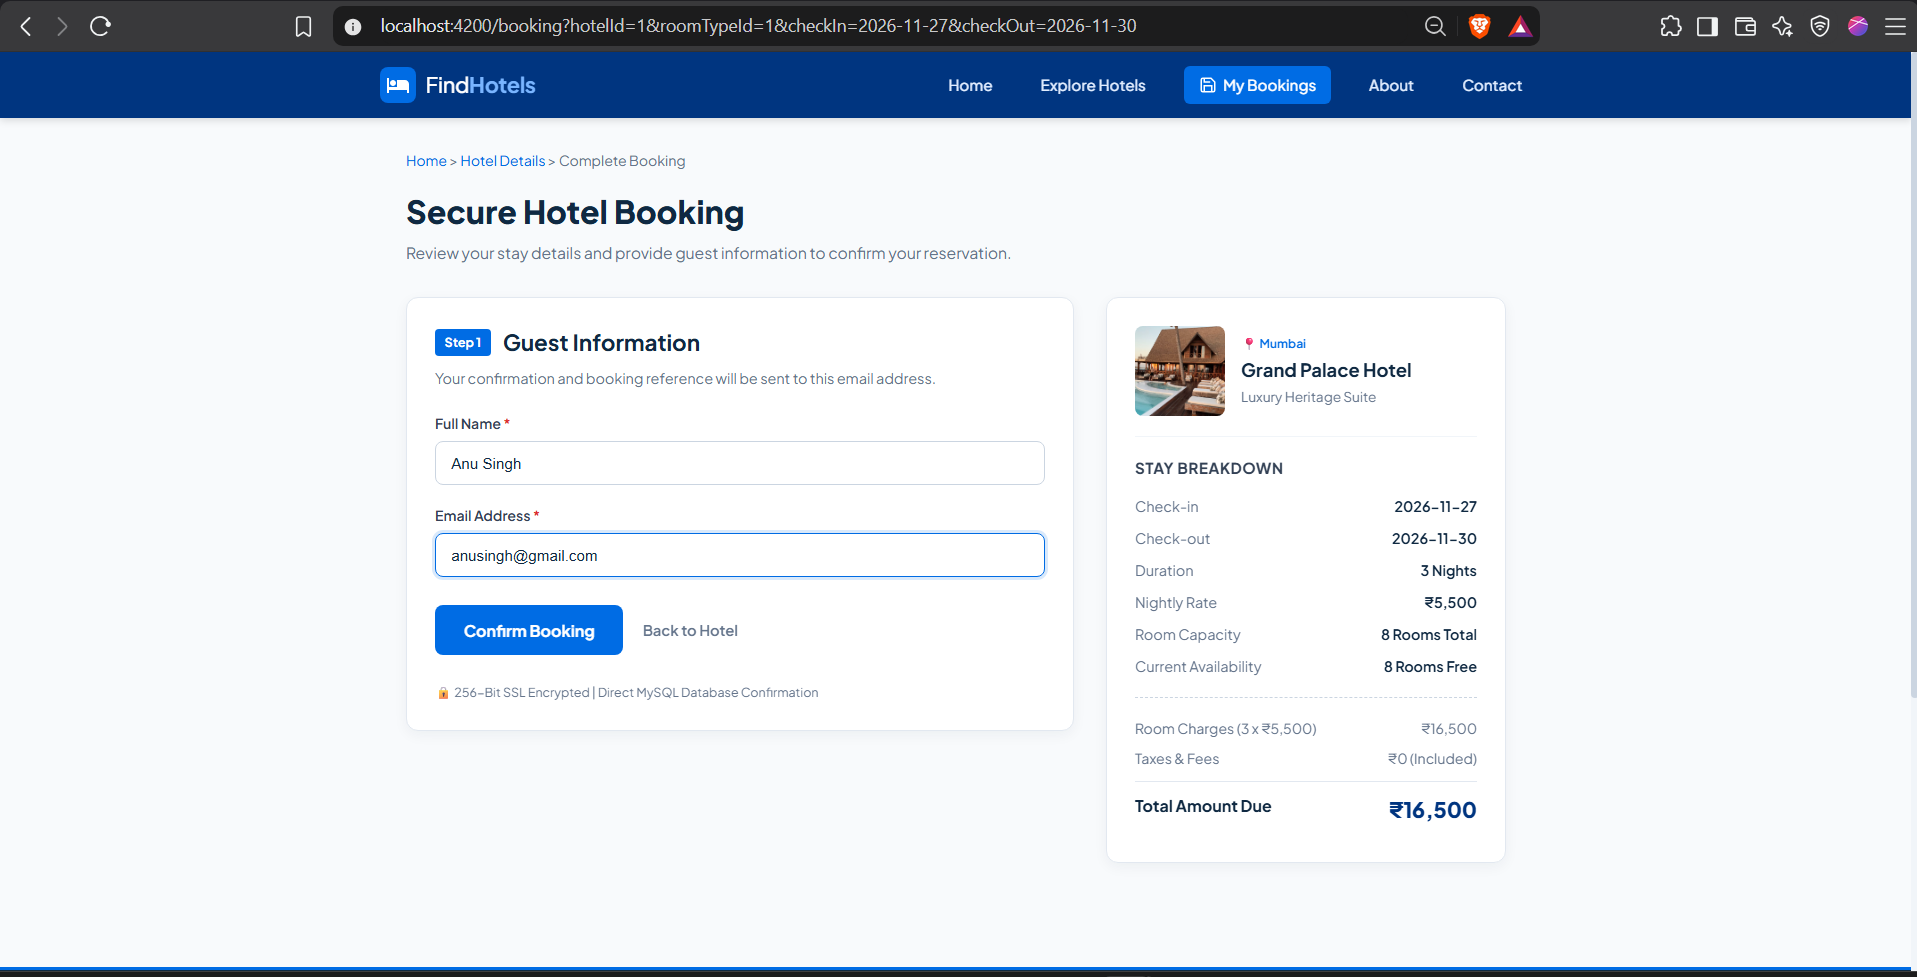 localhost:4200/booking?hotelId=1&roomTypeId=1&checkIn=2026-11-27&checkOut=2026-11-30
FindHotels
Home
Explore Hotels
My Bookings
About
Contact
Home > Hotel Details > Complete Booking
Secure Hotel Booking
Review your stay details and provide guest information to confirm your reservation.
Step 1 Guest Information
Your confirmation and booking reference will be sent to this email address.
Full Name *
Anu Singh
Email Address *
anusingh@gmail.com
Confirm Booking
Back to Hotel
256-Bit SSL Encrypted | Direct MySQL Database Confirmation
Mumbai
Grand Palace Hotel
Luxury Heritage Suite
STAY BREAKDOWN
Check-in 2026-11-27
Check-out 2026-11-30
Duration 3 Nights
Nightly Rate ₹5,500
Room Capacity 8 Rooms Total
Current Availability 8 Rooms Free
Room Charges (3 x ₹5,500) ₹16,500
Taxes & Fees ₹0 (Included)
Total Amount Due ₹16,500